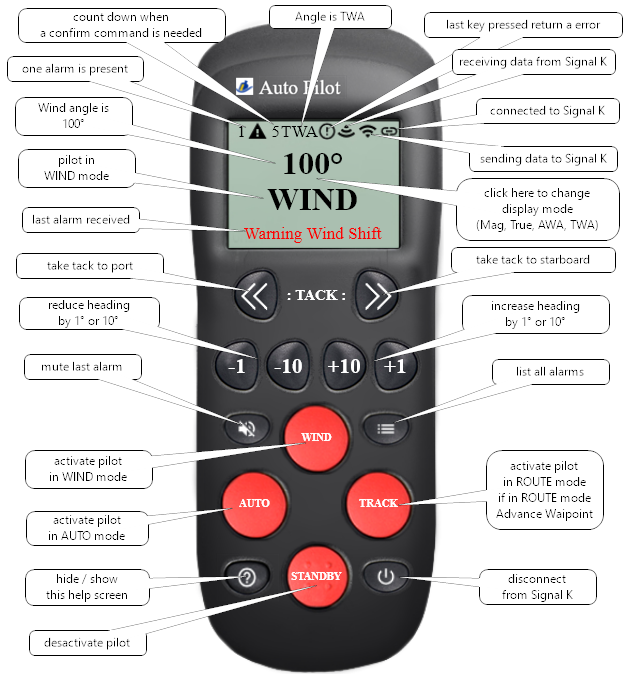 count down when
a confirm command is needed
Angle is TWA
last key pressed return a error
one alarm is present
receiving data from Signal K
Auto Pilot
Wind angle is
100°
connected to Signal K
1 5 TWA
sending data to Signal K
100°
pilot in
WIND mode
WIND
click here to change
display mode
(Mag, True, AWA, TWA)
last alarm received
Warning Wind Shift
take tack to port
: TACK :
take tack to starboard
reduce heading
by 1° or 10°
increase heading
by 1° or 10°
-1 -10 +10 +1
mute last alarm
list all alarms
WIND
activate pilot
in WIND mode
AUTO
TRACK
activate pilot
in ROUTE mode
if in ROUTE mode
Advance Waipoint
activate pilot
in AUTO mode
hide / show
this help screen
STANDBY
disconnect
from Signal K
desactivate pilot